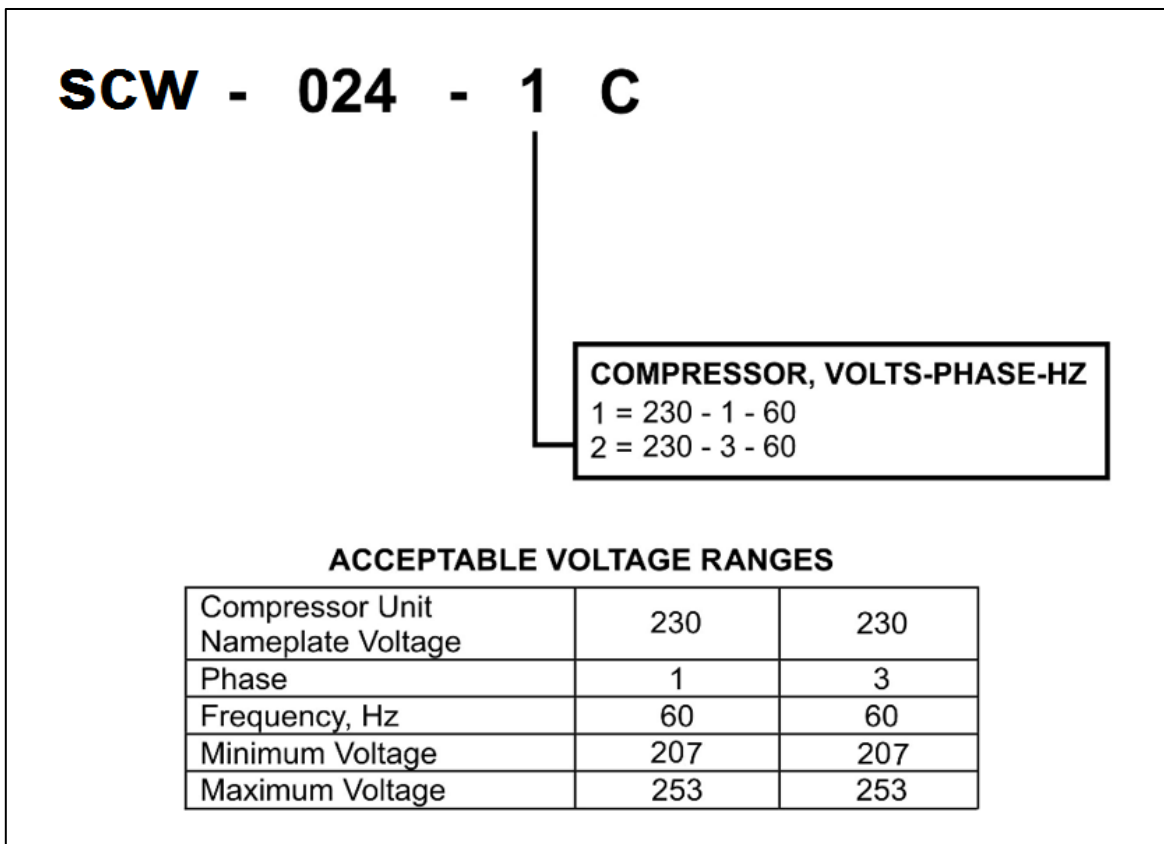 SCW - 024 - 1 C
COMPRESSOR, VOLTS-PHASE-HZ
1 = 230 - 1 - 60
2 = 230 - 3 - 60
ACCEPTABLE VOLTAGE RANGES
Compressor Unit
Nameplate Voltage 230 230
Phase 1 3
Frequency, Hz 60 60
Minimum Voltage 207 207
Maximum Voltage 253 253